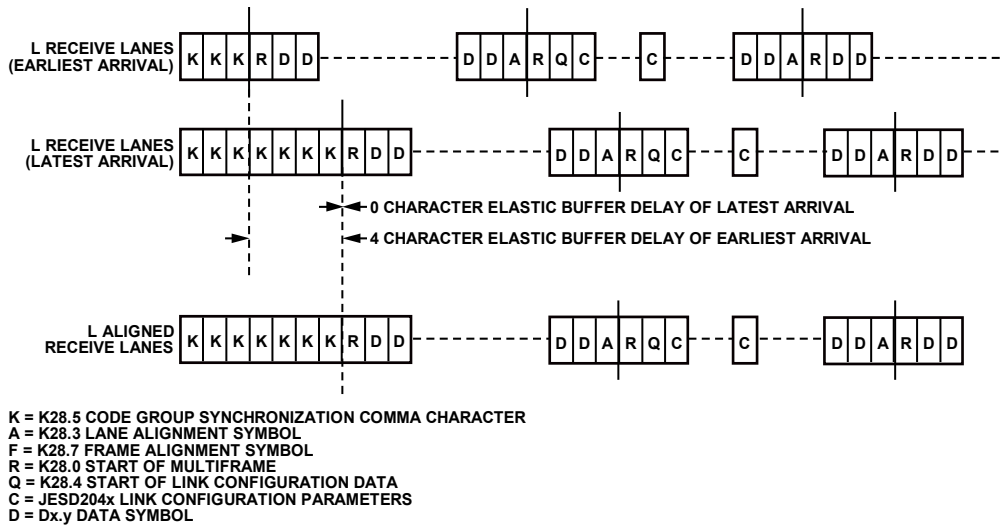 L RECEIVE LANES
(EARLIEST ARRIVAL)
K K K R D D
D D A R Q C
C
D D A R D D
L RECEIVE LANES
(LATEST ARRIVAL)
K K K K K K K R D D
D D A R Q C
C
D D A R D D
0 CHARACTER ELASTIC BUFFER DELAY OF LATEST ARRIVAL
4 CHARACTER ELASTIC BUFFER DELAY OF EARLIEST ARRIVAL
L ALIGNED
RECEIVE LANES
K K K K K K K R D D
D D A R Q C
C
D D A R D D
K = K28.5 CODE GROUP SYNCHRONIZATION COMMA CHARACTER
A = K28.3 LANE ALIGNMENT SYMBOL
F = K28.7 FRAME ALIGNMENT SYMBOL
R = K28.0 START OF MULTIFRAME
Q = K28.4 START OF LINK CONFIGURATION DATA
C = JESD204x LINK CONFIGURATION PARAMETERS
D = Dx.y DATA SYMBOL